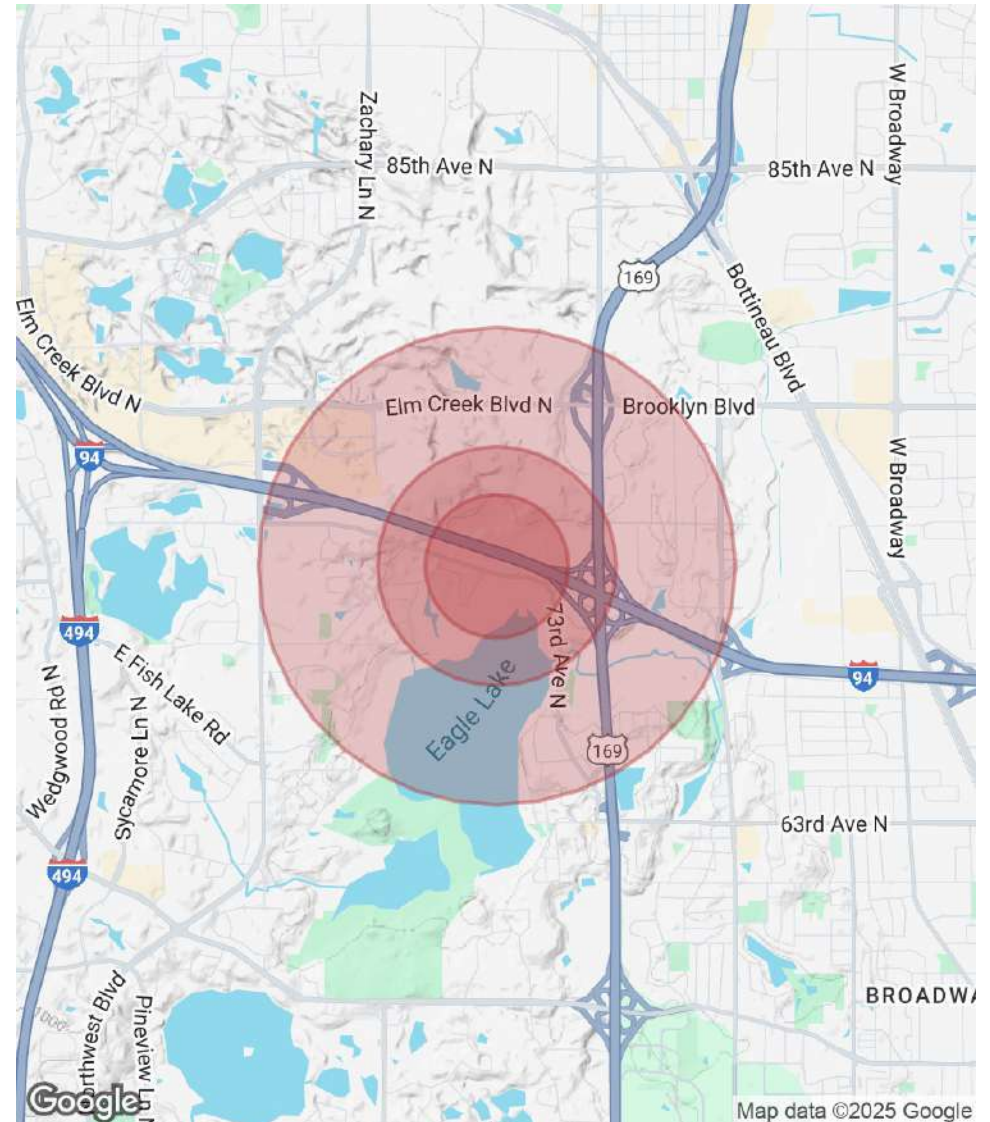 W Broadway
Zachary Ln N
85th Ave N
85th Ave N
169
Bottineau Blvd
Elm Creek Blvd N
Elm Creek Blvd N
Brooklyn Blvd
94
W Broadway
494
73rd Ave N
E Fish Lake Rd
Eagle Lake
94
Wedgwood Rd N
Sycamore Ln N
169
63rd Ave N
494
Northwest Blvd
Pineview Ln N
1000
BROADWA
Google
Map data ©2025 Google